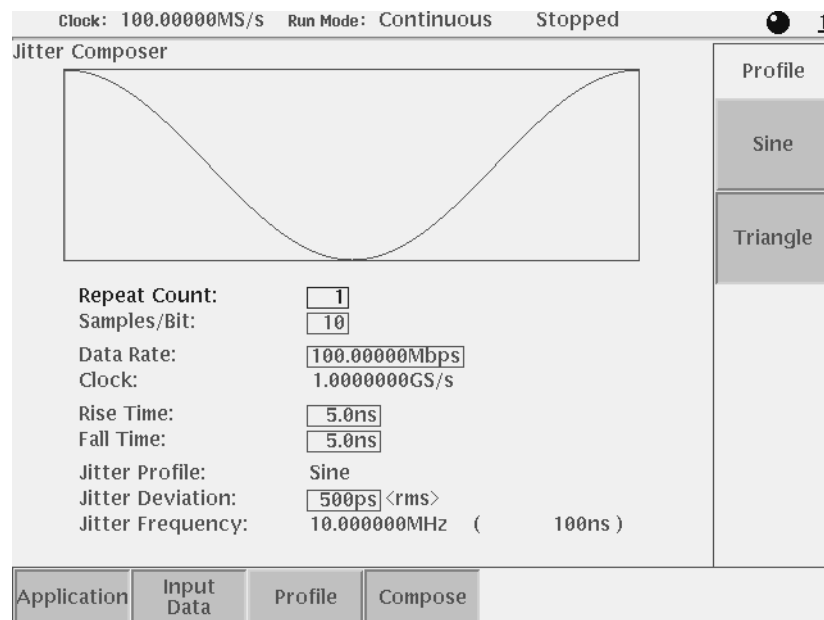 Clock: 100.00000MS/s Run Mode: Continuous Stopped 1
Jitter Composer
Profile
Sine
Triangle
Repeat Count: 1
Samples/Bit: 10
Data Rate: 100.00000Mbps
Clock: 1.0000000GS/s
Rise Time: 5.0ns
Fall Time: 5.0ns
Jitter Profile: Sine
Jitter Deviation: 500ps <rms>
Jitter Frequency: 10.000000MHz ( 100ns )
Application
Input
Data
Profile
Compose